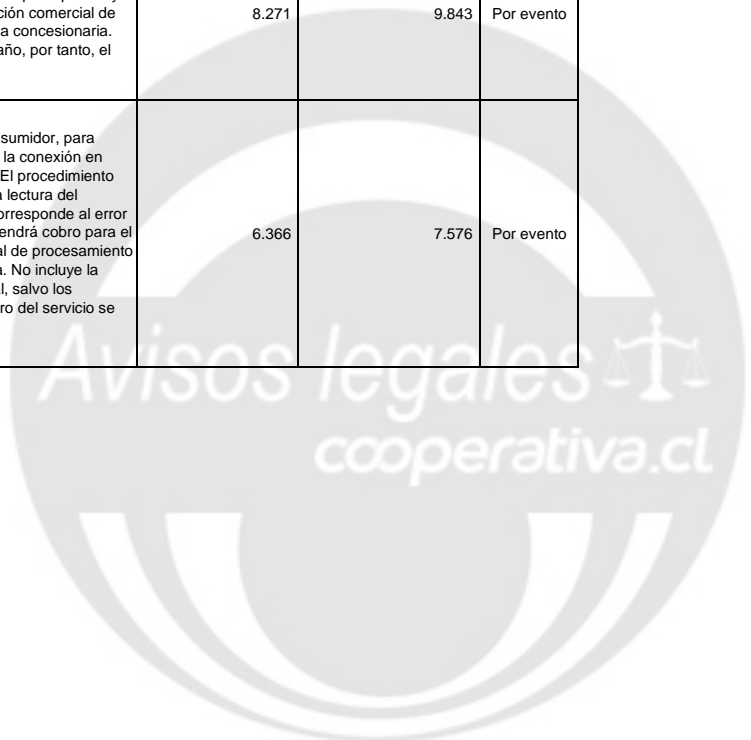 ción comercial de
a concesionaria.
año, por tanto, el
8.271 9.843 Por evento
sumidor, para
la conexión en
El procedimiento
a lectura del
orresponde al error
endrá cobro para el
al de procesamiento
a. No incluye la
l, salvo los
ro del servicio se
6.366 7.576 Por evento
Avisos legales
cooperativa.cl